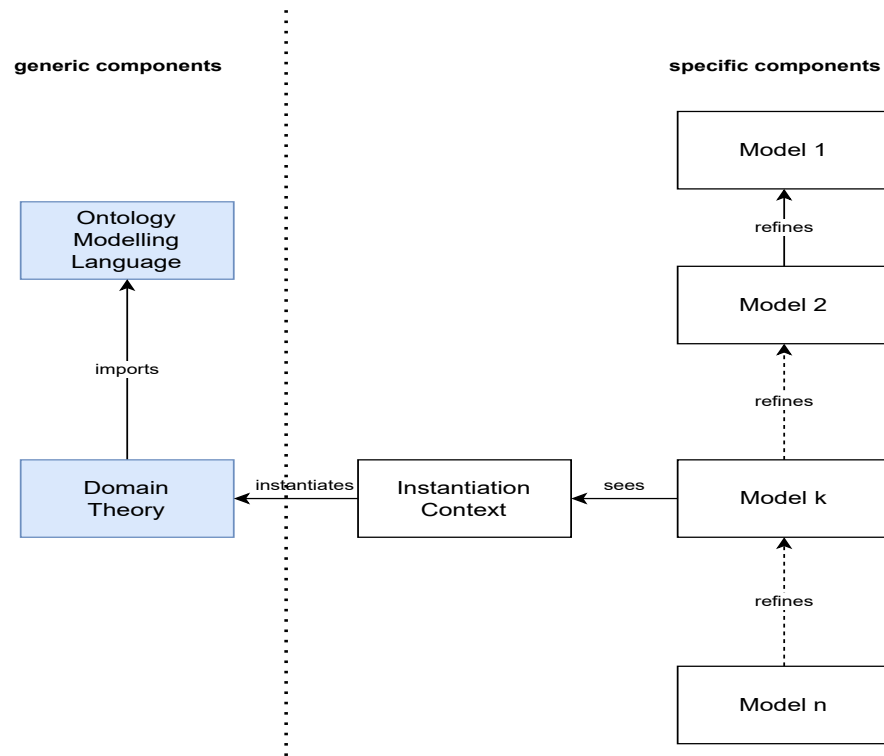 generic components
specific components
Model 1
refines
Ontology
Modelling
Language
Model 2
imports
refines
Domain
Theory
instantiates
Instantiation
Context
sees
Model k
refines
Model n